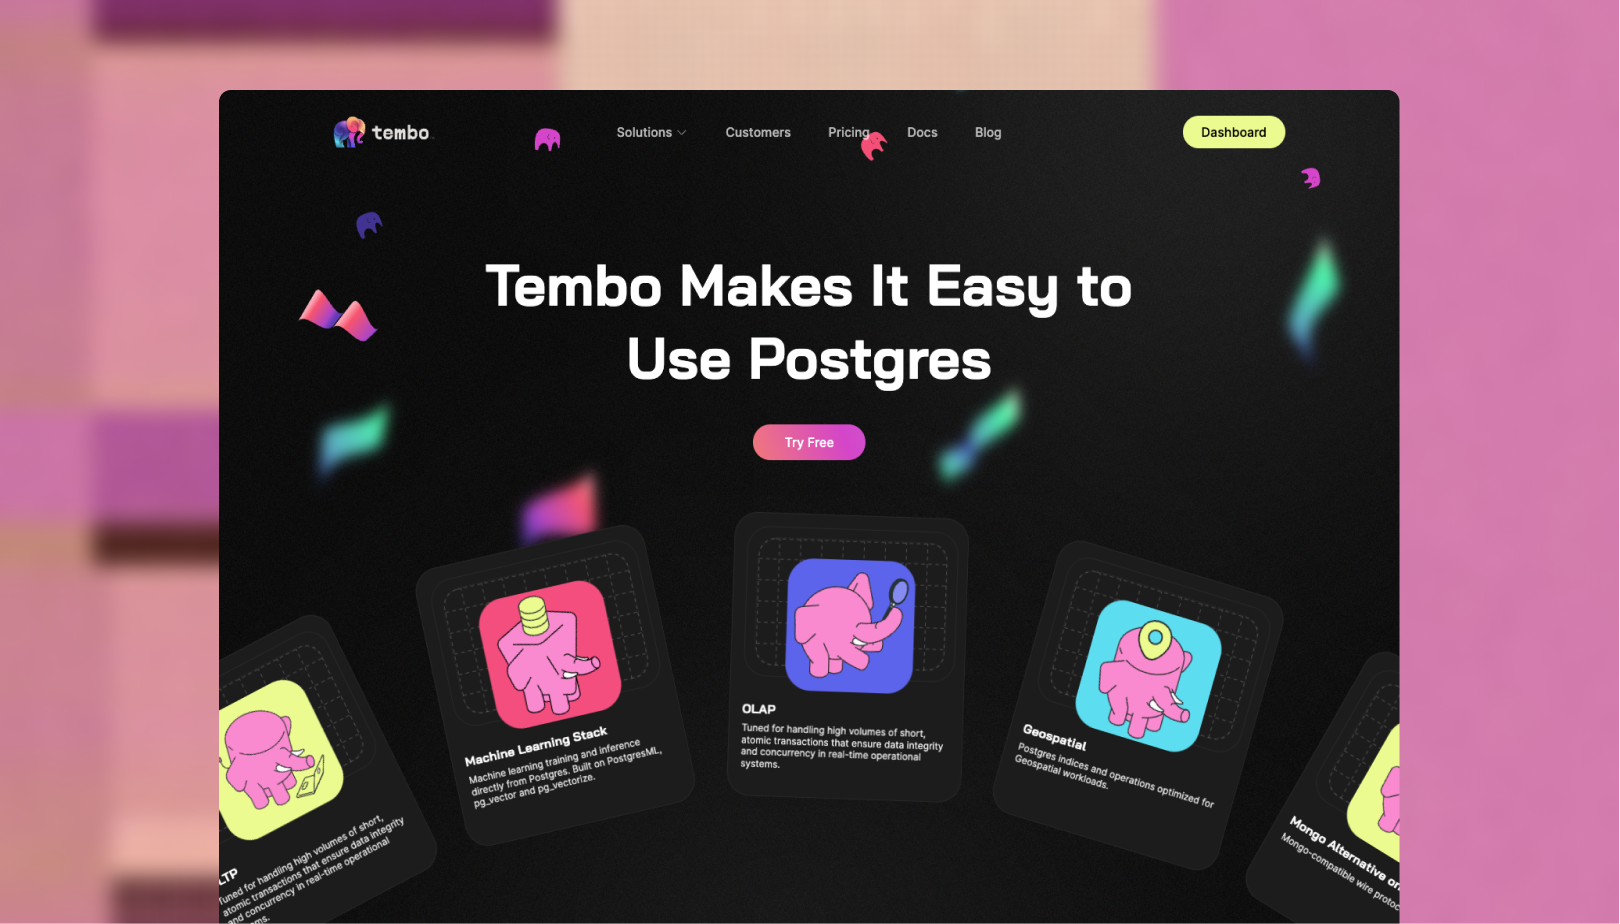 tembo
Solutions
Customers
Pricing
Docs
Blog
Dashboard
Tembo Makes It Easy to
Use Postgres
Try Free
LTP
Tuned for handling high volumes of short,
atomic transactions that ensure data integrity
and concurrency in real-time operational
ems.
Machine Learning Stack
Machine learning training and inference
directly from Postgres. Built on PostgresML,
pg_vector and pg_vectorize.
OLAP
Tuned for handling high volumes of short,
atomic transactions that ensure data integrity
and concurrency in real-time operational
systems.
Geospatial
Postgres indices and operations optimized for
Geospatial workloads.
Mongo Alternative on
Mongo-compatible wire protoc